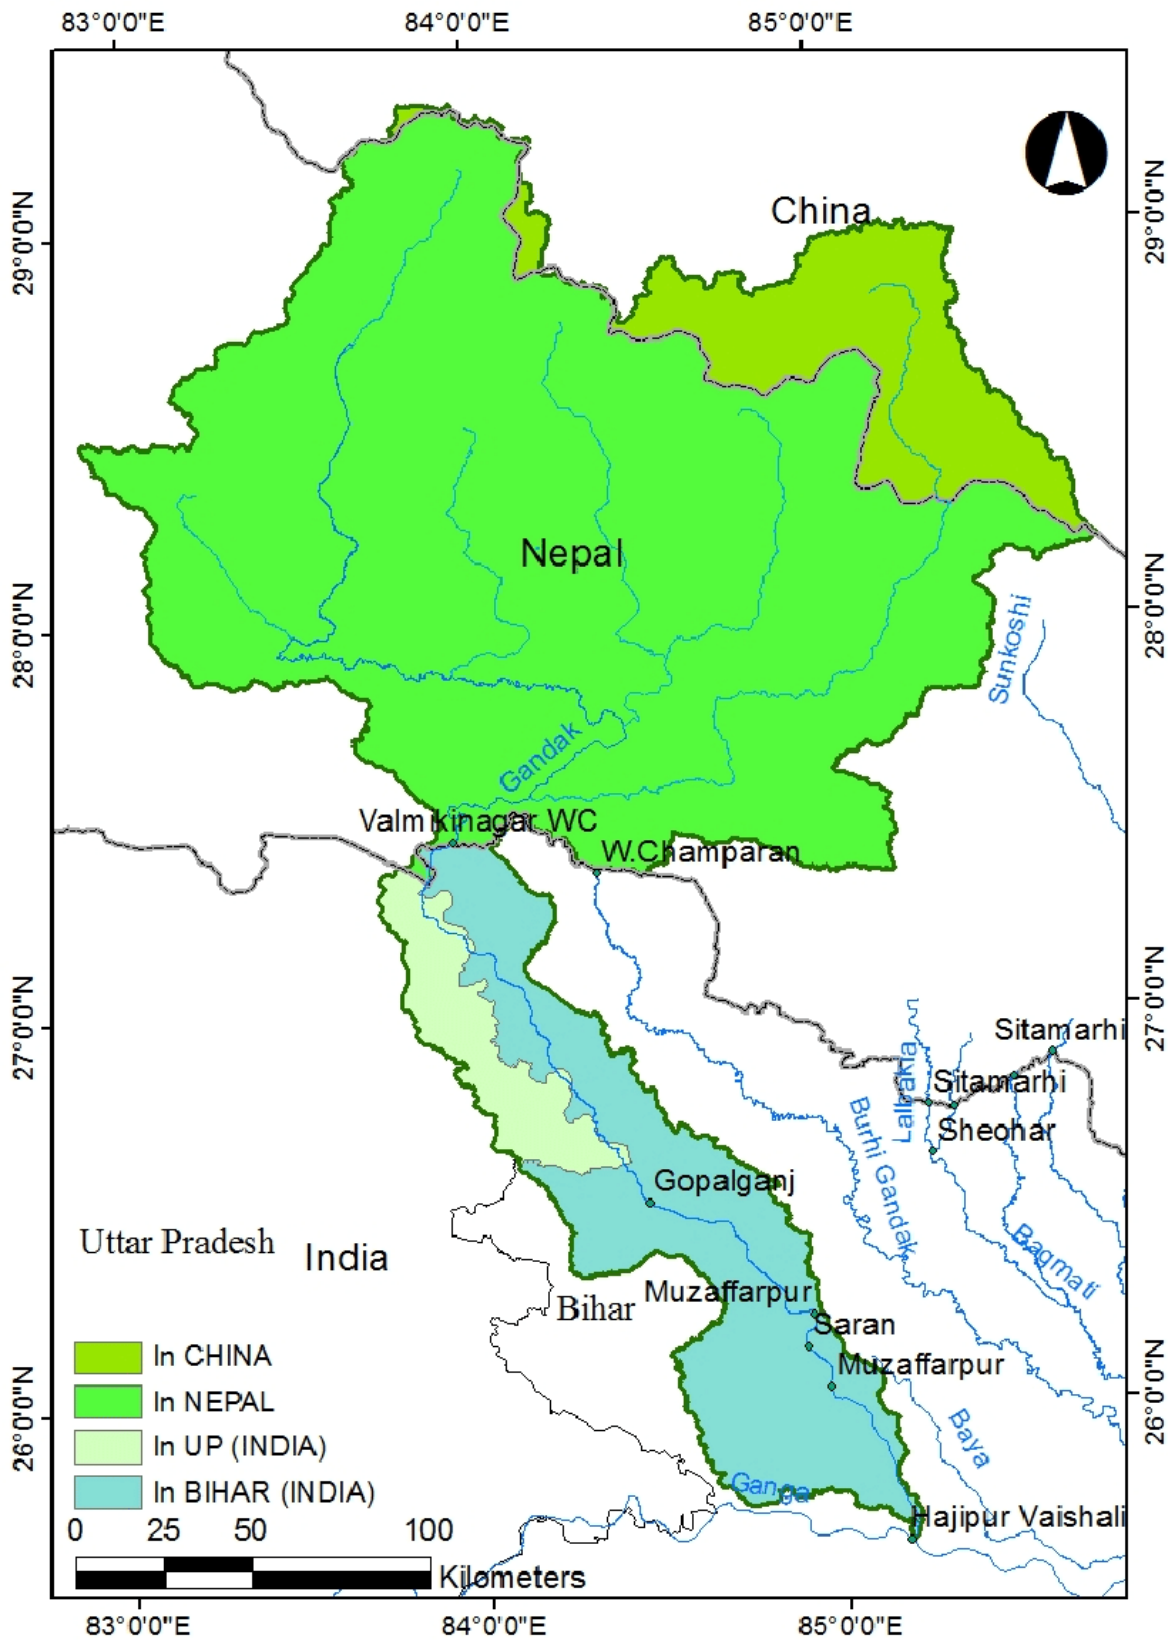 83°0'0"E 84°0'0"E 85°0'0"E
29°0'0"N
29°0'0"N
China
Nepal
28°0'0"N
28°0'0"N
Sunkoshi
Gandak
Valmikinagar WC
W.Champaran
27°0'0"N
27°0'0"N
Sitamarhi
Lalbakia
Sitamarhi
Sheohar
Burhi Gandak
Gopalganj
Bagmati
Uttar Pradesh
India
Muzaffarpur
Bihar
Saran
Muzaffarpur
26°0'0"N
26°0'0"N
In CHINA
In NEPAL
In UP (INDIA)
In BIHAR (INDIA)
Baya
Ganga
Hajipur Vaishali
0 25 50 100
Kilometers
83°0'0"E 84°0'0"E 85°0'0"E